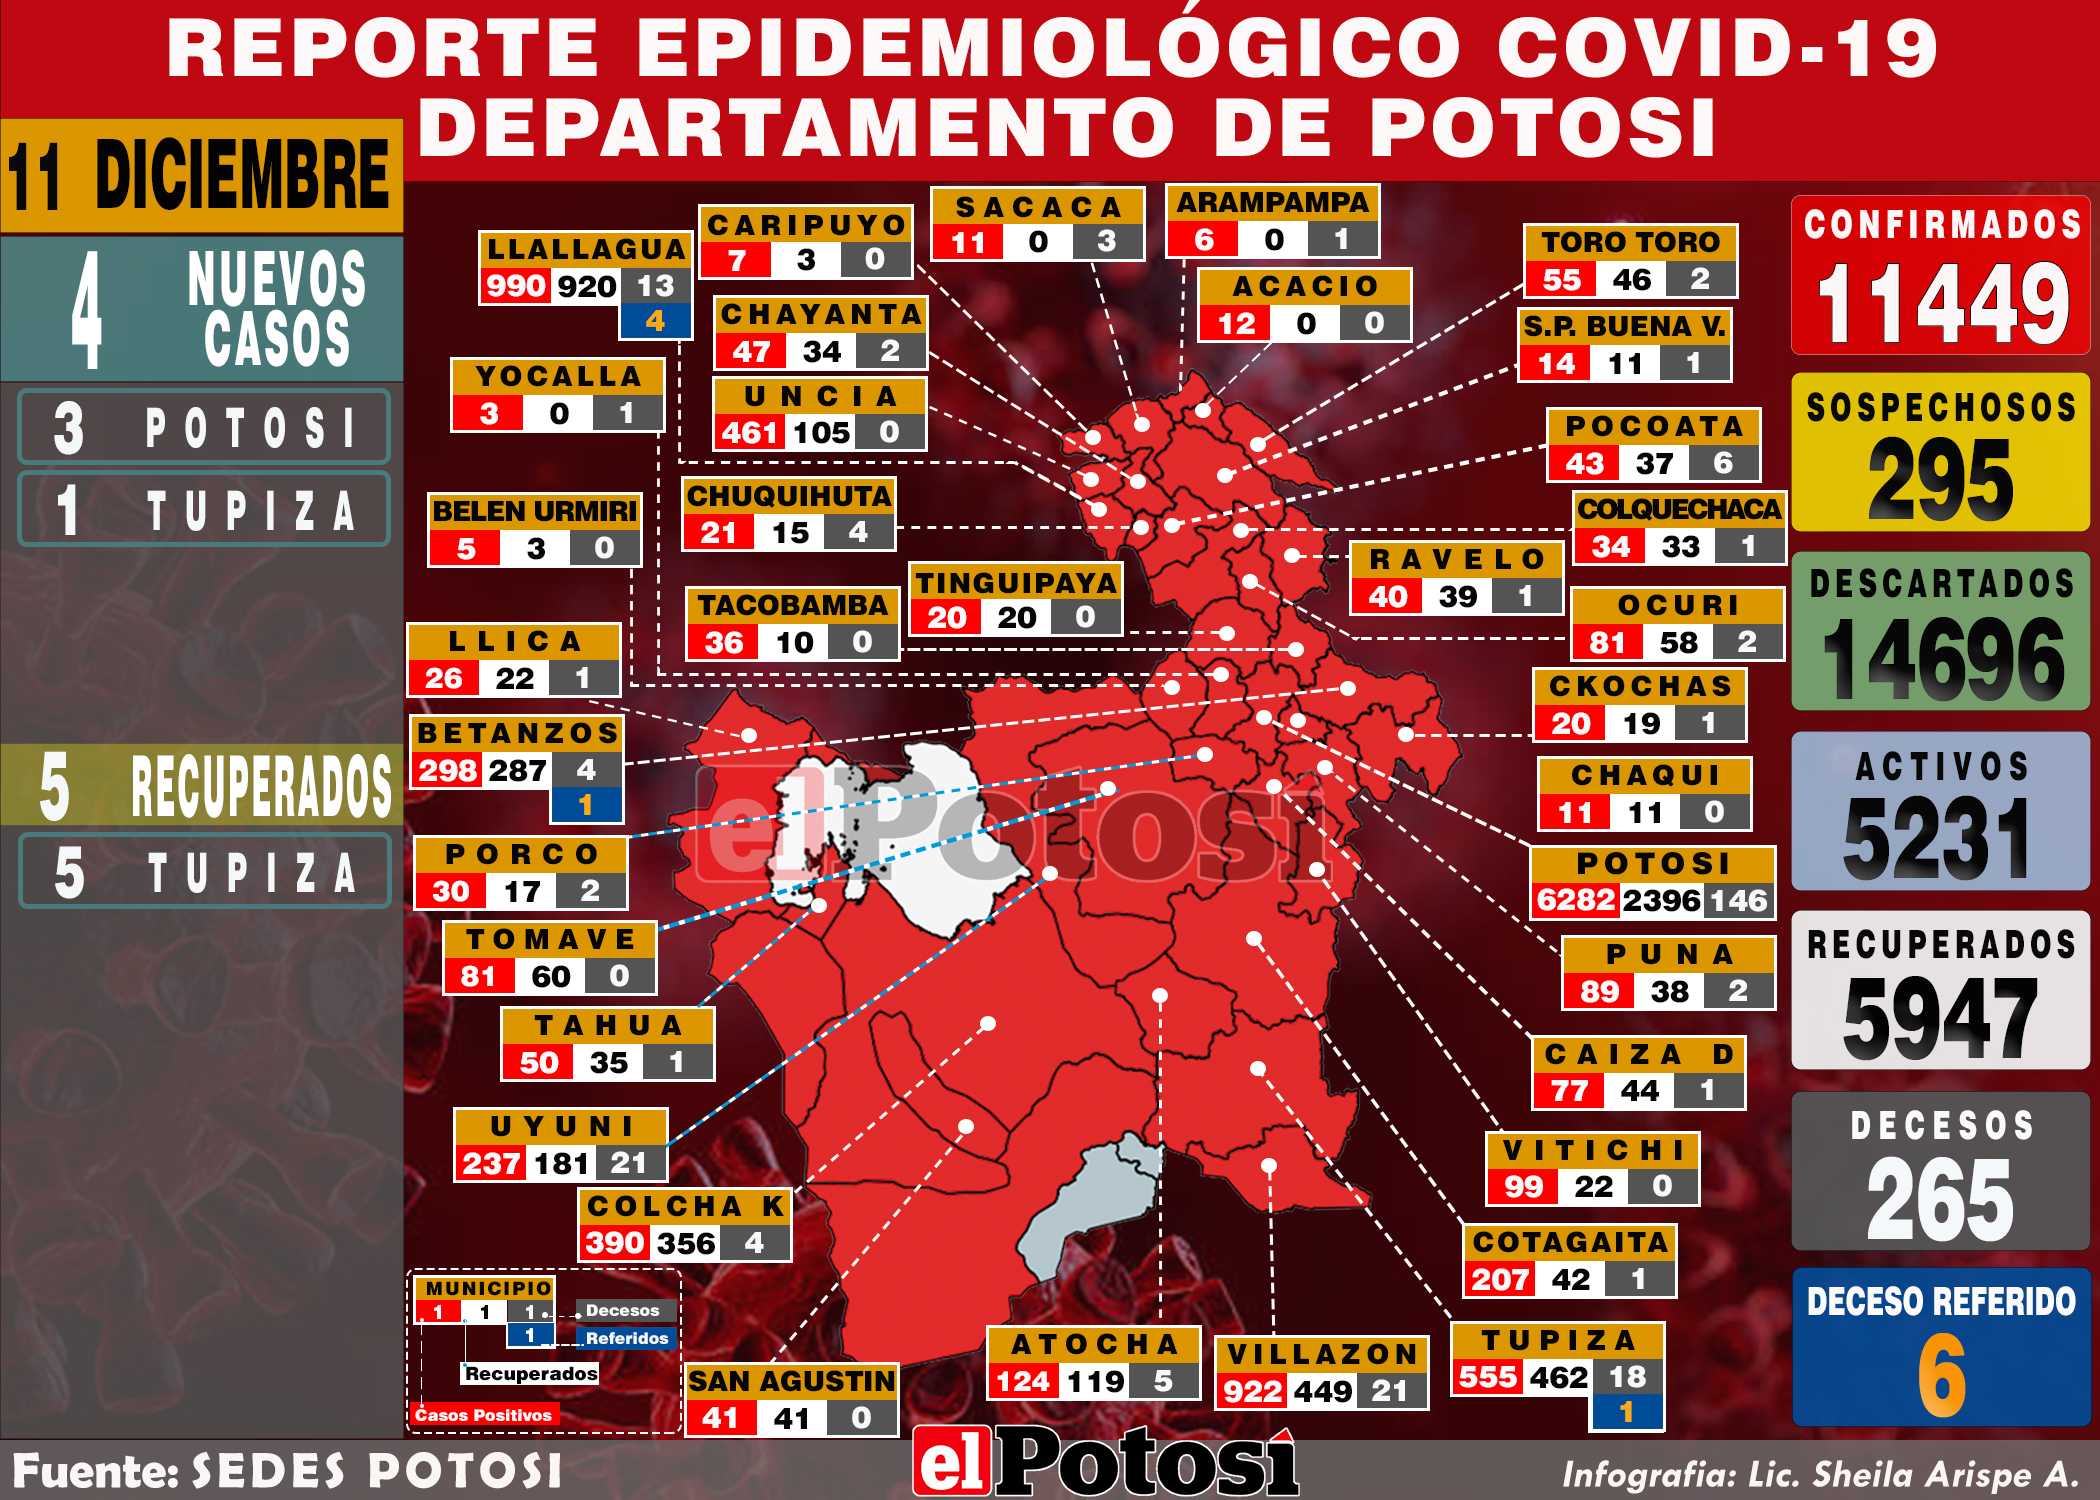 REPORTE EPIDEMIOLÓGICO COVID-19
DEPARTAMENTO DE POTOSI
11 DICIEMBRE
4 NUEVOS CASOS
3 POTOSI
1 TUPIZA
5 RECUPERADOS
5 TUPIZA
LLALLAGUA
990 920 13
4
CARIPUYO
7 3 0
SACACA
11 0 3
ARAMPAMPA
6 0 1
ACACIO
12 0 0
TORO TORO
55 46 2
CHAYANTA
47 34 2
S.P. BUENA V.
14 11 1
YOCALLA
3 0 1
UNCIA
461 105 0
POCOATA
43 37 6
BELEN URMIRI
5 3 0
CHUQUIHUTA
21 15 4
COLQUECHACA
34 33 1
RAVELO
40 39 1
TINGUIPAYA
20 20 0
TACOBAMBA
36 10 0
OCURI
81 58 2
LLICA
26 22 1
CKOCHAS
20 19 1
BETANZOS
298 287 4
1
CHAQUI
11 11 0
PORCO
30 17 2
POTOSI
6282 2396 146
TOMAVE
81 60 0
PUNA
89 38 2
TAHUA
50 35 1
CAIZA D
77 44 1
UYUNI
237 181 21
VITICHI
99 22 0
COLCHA K
390 356 4
COTAGAITA
207 42 1
SAN AGUSTIN
41 41 0
ATOCHA
124 119 5
VILLAZON
922 449 21
TUPIZA
555 462 18
1
elPotosí
MUNICIPIO
1 1 1 Decesos
1 Referidos
Recuperados
Casos Positivos
CONFIRMADOS
11449
SOSPECHOSOS
295
DESCARTADOS
14696
ACTIVOS
5231
RECUPERADOS
5947
DECESOS
265
DECESO REFERIDO
6
Fuente: SEDES POTOSI
elPotosí
Infografia: Lic. Sheila Arispe A.